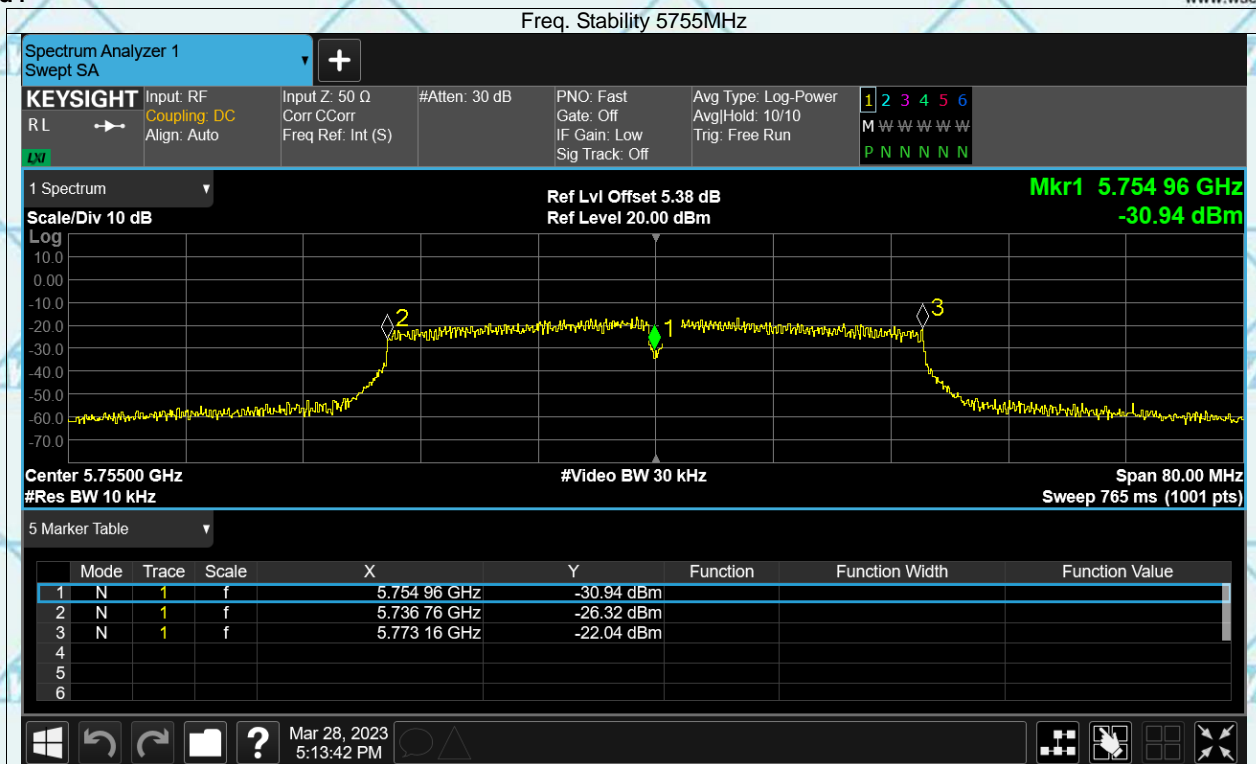 Freq. Stability 5755MHz
Spectrum Analyzer 1
Swept SA
KEYSIGHT
RL
LXI
Input: RF
Coupling: DC
Align: Auto
Input Z: 50 Ω
Corr CCorr
Freq Ref: Int (S)
#Atten: 30 dB
PNO: Fast
Gate: Off
IF Gain: Low
Sig Track: Off
Avg Type: Log-Power
Avg|Hold: 10/10
Trig: Free Run
1 2 3 4 5 6
M W W W W W
P N N N N N
1 Spectrum
Scale/Div 10 dB
Ref Lvl Offset 5.38 dB
Ref Level 20.00 dBm
Mkr1 5.754 96 GHz
-30.94 dBm
Log
10.0
0.00
-10.0
-20.0
-30.0
-40.0
-50.0
-60.0
-70.0
2
1
3
Center 5.75500 GHz
#Video BW 30 kHz
Span 80.00 MHz
#Res BW 10 kHz
Sweep 765 ms (1001 pts)
5 Marker Table
Mode Trace Scale X Y Function Function Width Function Value
1 N 1 f 5.754 96 GHz -30.94 dBm
2 N 1 f 5.736 76 GHz -26.32 dBm
3 N 1 f 5.773 16 GHz -22.04 dBm
4
5
6
?
Mar 28, 2023
5:13:42 PM